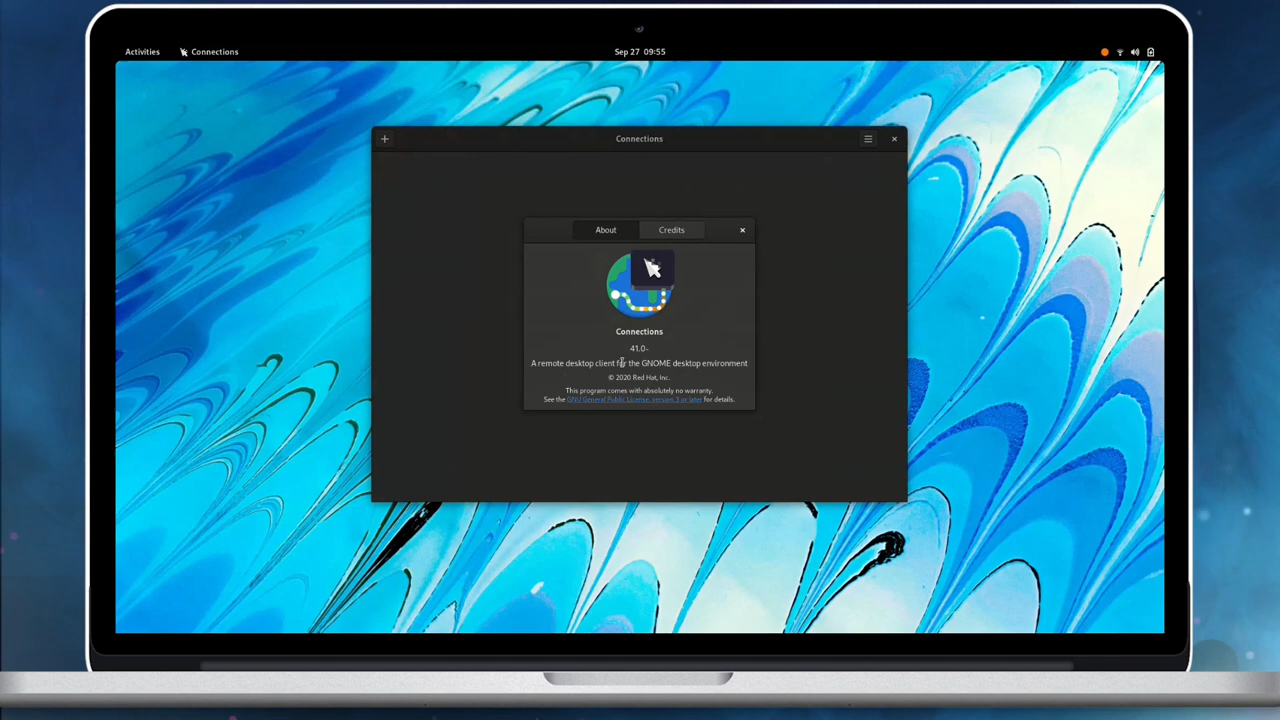 Activities
Connections
Sep 27 09:55
Connections
About
Credits
Connections
41.0~
A remote desktop client for the GNOME desktop environment
© 2020 Red Hat, Inc.
This program comes with absolutely no warranty.
See the GNU General Public License, version 3 or later for details.